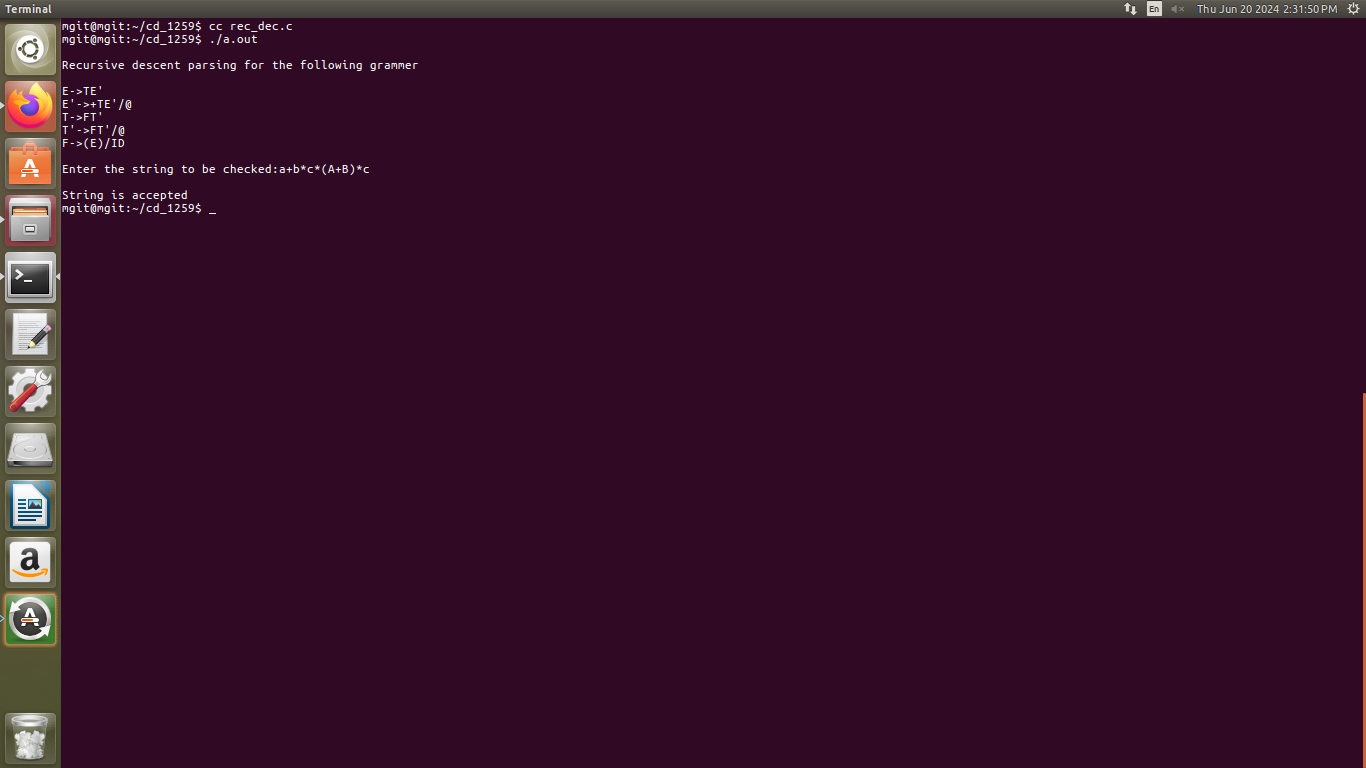 Terminal
En
Thu Jun 20 2024 2:31:50 PM
mgit@mgit:~/cd_1259$ cc rec_dec.c
mgit@mgit:~/cd_1259$ ./a.out
Recursive descent parsing for the following grammer
E->TE'
E'->+TE'/@
T->FT'
T'->FT'/@
F->(E)/ID
Enter the string to be checked:a+b*c*(A+B)*c
String is accepted
mgit@mgit:~/cd_1259$ _